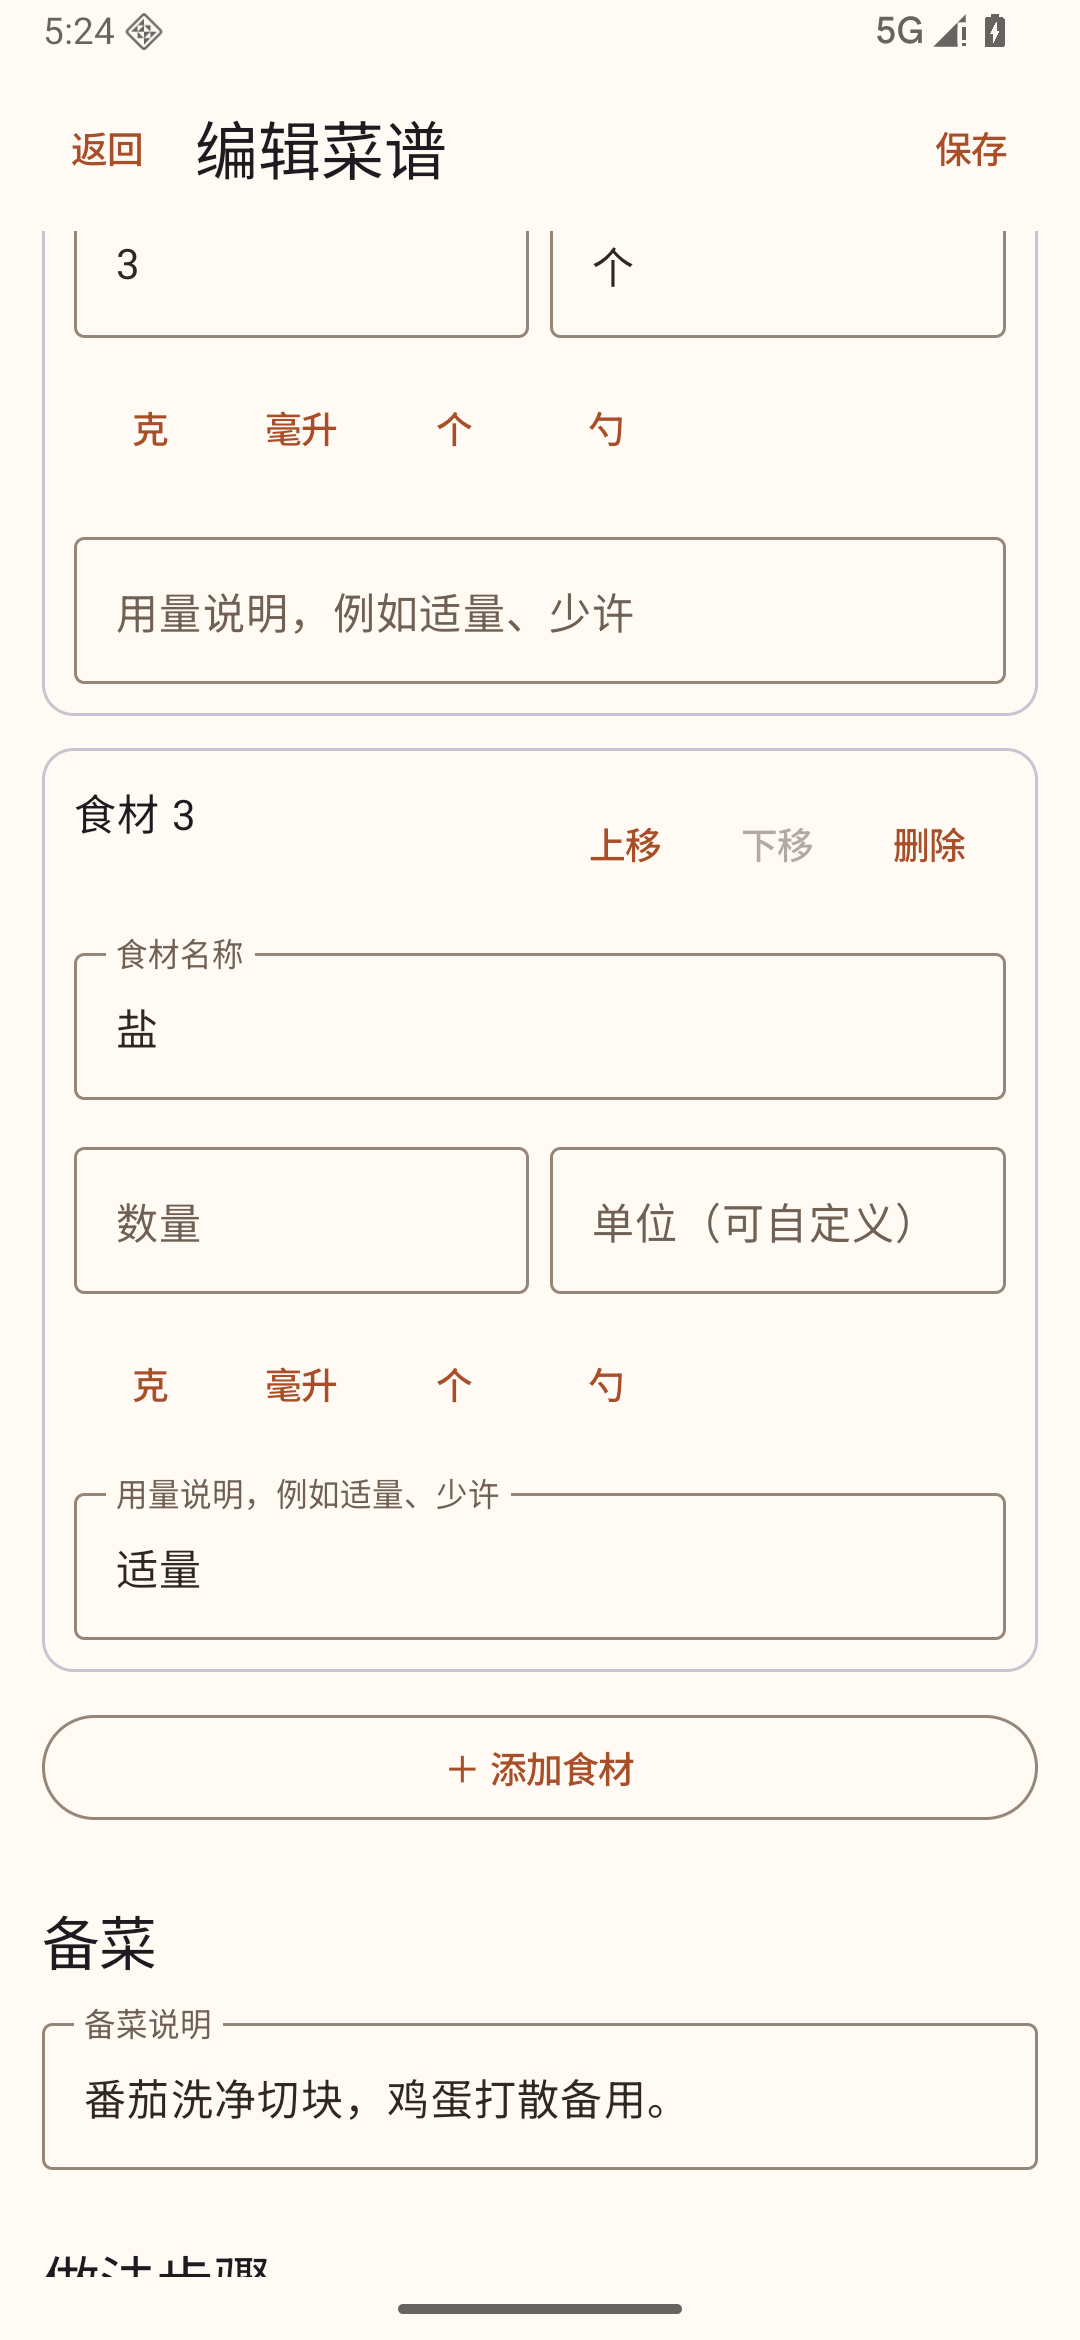 5:24 5G
返回 编辑菜谱 保存
3 个
克 毫升 个 勺
用量说明，例如适量、少许
食材 3
上移 下移 删除
食材名称
盐
数量 单位（可自定义）
克 毫升 个 勺
用量说明，例如适量、少许
适量
＋ 添加食材
备菜
备菜说明
番茄洗净切块，鸡蛋打散备用。
做法步骤